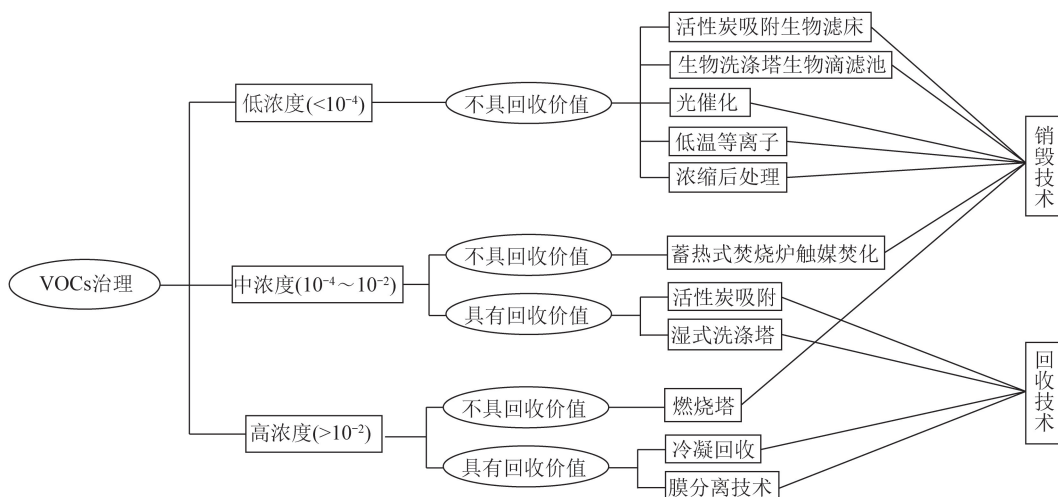 活性炭吸附生物滤床
生物洗涤塔生物滴滤池
低浓度(<10⁻⁴)
不具回收价值
光催化
低温等离子
浓缩后处理
销毁技术
不具回收价值
蓄热式焚烧炉触媒焚化
VOCs治理
中浓度(10⁻⁴～10⁻²)
具有回收价值
活性炭吸附
湿式洗涤塔
回收技术
不具回收价值
燃烧塔
高浓度(>10⁻²)
具有回收价值
冷凝回收
膜分离技术